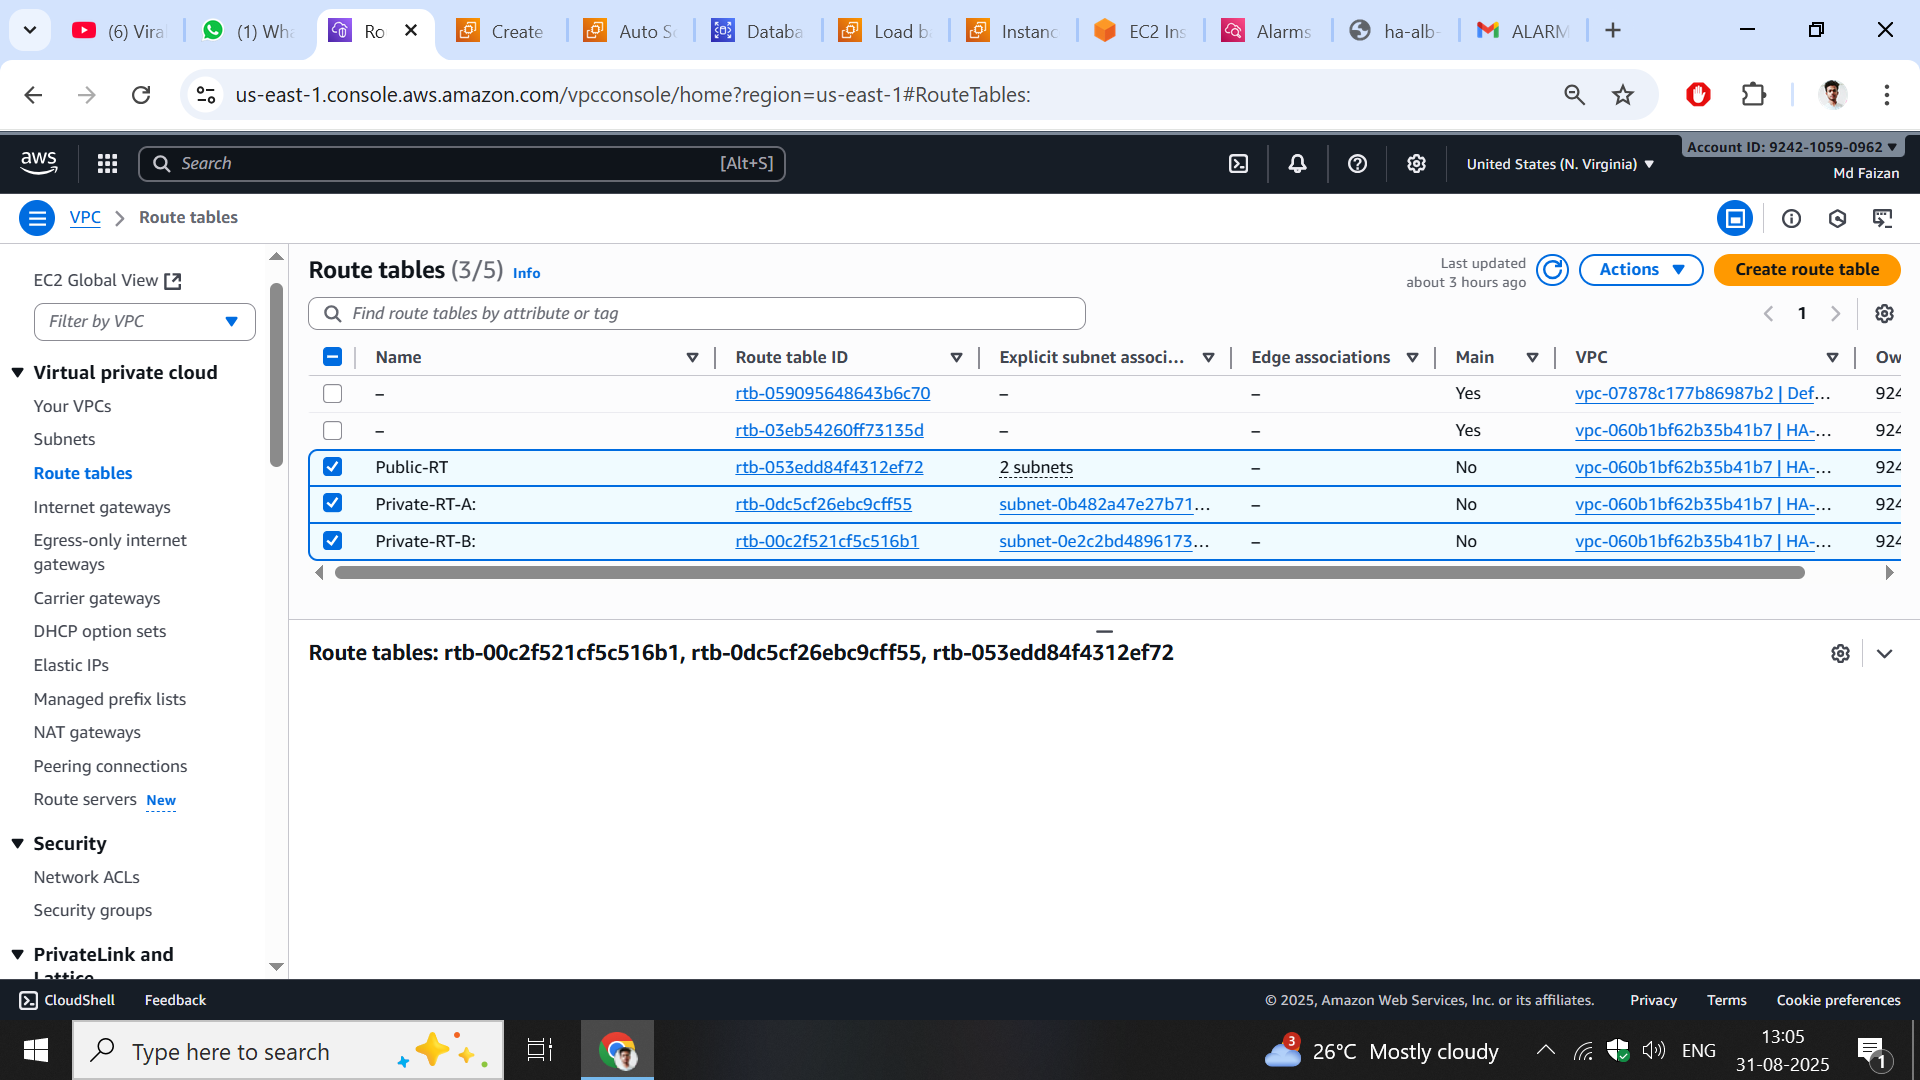 (6) Vira
(1) Wha
Ro
Create
Auto Sc
Databa
Load ba
Instanc
EC2 Ins
Alarms
ha-alb-
ALARM
us-east-1.console.aws.amazon.com/vpcconsole/home?region=us-east-1#RouteTables:
aws
Search
[Alt+S]
United States (N. Virginia)
Account ID: 9242-1059-0962
Md Faizan
VPC
Route tables
EC2 Global View
Filter by VPC
Virtual private cloud
Your VPCs
Subnets
Route tables
Internet gateways
Egress-only internet
gateways
Carrier gateways
DHCP option sets
Elastic IPs
Managed prefix lists
NAT gateways
Peering connections
Route servers New
Security
Network ACLs
Security groups
PrivateLink and
Lattice
Route tables (3/5) Info
Last updated
about 3 hours ago
Actions
Create route table
Find route tables by attribute or tag
1
Name Route table ID Explicit subnet associ... Edge associations Main VPC Ow
– rtb-059095648643b6c70 – – Yes vpc-07878c177b86987b2 | Def... 924
– rtb-03eb54260ff73135d – – Yes vpc-060b1bf62b35b41b7 | HA-... 924
Public-RT rtb-053edd84f4312ef72 2 subnets – No vpc-060b1bf62b35b41b7 | HA-... 924
Private-RT-A: rtb-0dc5cf26ebc9cff55 subnet-0b482a47e27b71... – No vpc-060b1bf62b35b41b7 | HA-... 924
Private-RT-B: rtb-00c2f521cf5c516b1 subnet-0e2c2bd4896173... – No vpc-060b1bf62b35b41b7 | HA-... 924
Route tables: rtb-00c2f521cf5c516b1, rtb-0dc5cf26ebc9cff55, rtb-053edd84f4312ef72
CloudShell
Feedback
© 2025, Amazon Web Services, Inc. or its affiliates.
Privacy
Terms
Cookie preferences
Type here to search
3
26°C Mostly cloudy
ENG
13:05
31-08-2025
1